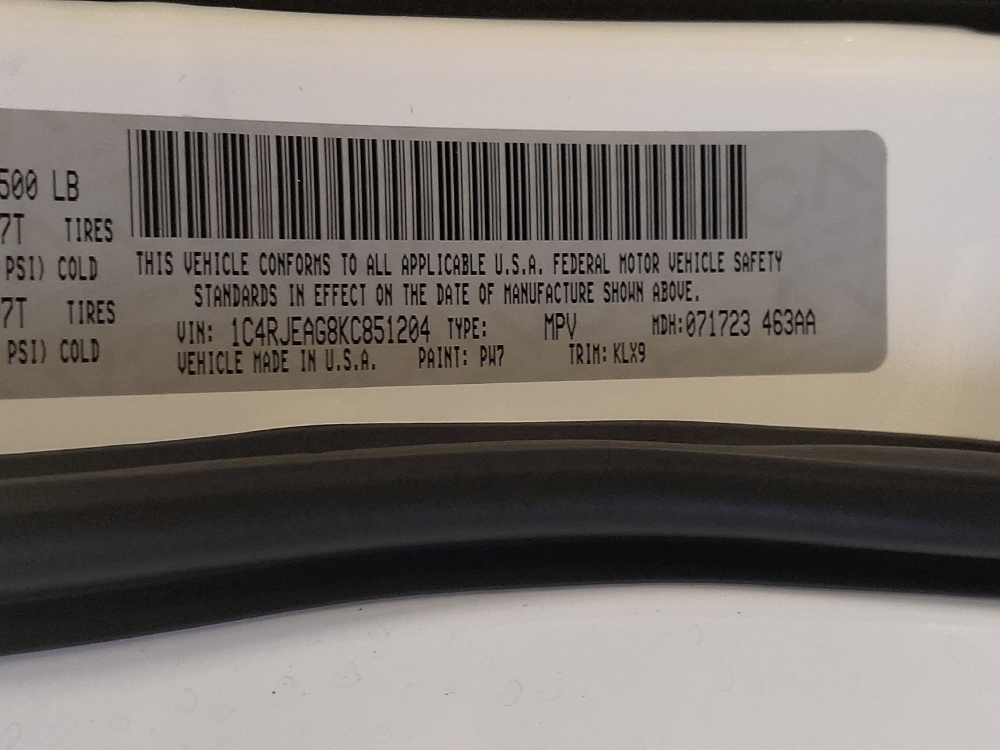 500 LB
7T TIRES
PSI) COLD
7T TIRES
PSI) COLD
THIS VEHICLE CONFORMS TO ALL APPLICABLE U.S.A. FEDERAL MOTOR VEHICLE SAFETY
STANDARDS IN EFFECT ON THE DATE OF MANUFACTURE SHOWN ABOVE.
VIN: 1C4RJEAG8KC851204 TYPE: MPV MDH:071723 463AA
VEHICLE MADE IN U.S.A. PAINT: PW7 TRIM: KLX9